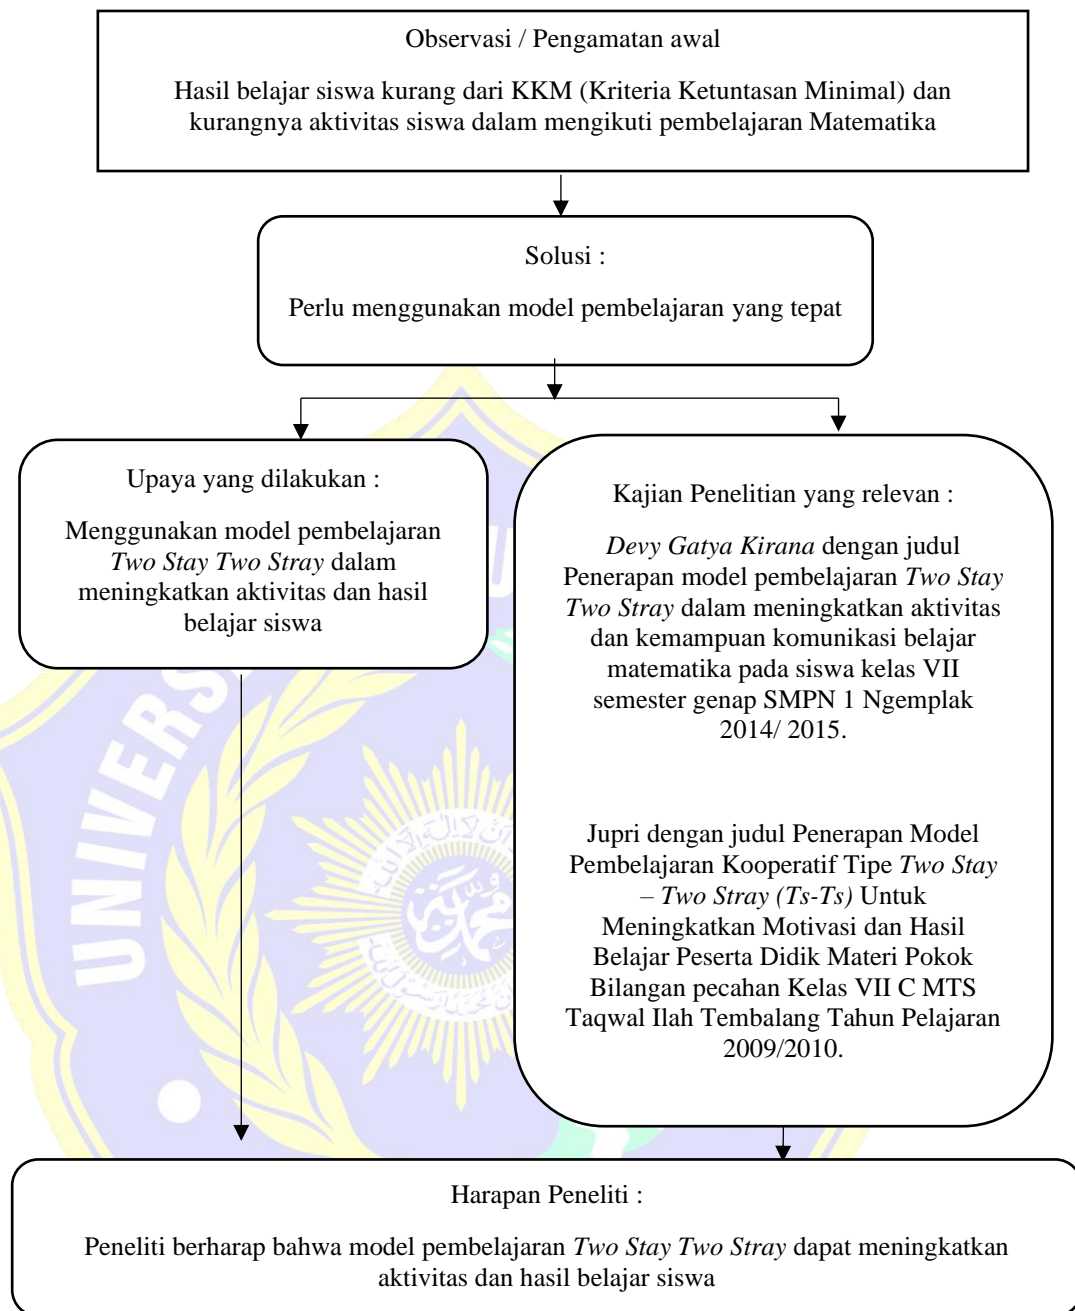 Observasi / Pengamatan awal
Hasil belajar siswa kurang dari KKM (Kriteria Ketuntasan Minimal) dan
kurangnya aktivitas siswa dalam mengikuti pembelajaran Matematika
Solusi :
Perlu menggunakan model pembelajaran yang tepat
Upaya yang dilakukan :
Menggunakan model pembelajaran
Two Stay Two Stray dalam
meningkatkan aktivitas dan hasil
belajar siswa
Kajian Penelitian yang relevan :
Devy Gatya Kirana dengan judul
Penerapan model pembelajaran Two Stay
Two Stray dalam meningkatkan aktivitas
dan kemampuan komunikasi belajar
matematika pada siswa kelas VII
semester genap SMPN 1 Ngemplak
2014/ 2015.
Jupri dengan judul Penerapan Model
Pembelajaran Kooperatif Tipe Two Stay
– Two Stray (Ts-Ts) Untuk
Meningkatkan Motivasi dan Hasil
Belajar Peserta Didik Materi Pokok
Bilangan pecahan Kelas VII C MTS
Taqwal Ilah Tembalang Tahun Pelajaran
2009/2010.
Harapan Peneliti :
Peneliti berharap bahwa model pembelajaran Two Stay Two Stray dapat meningkatkan
aktivitas dan hasil belajar siswa